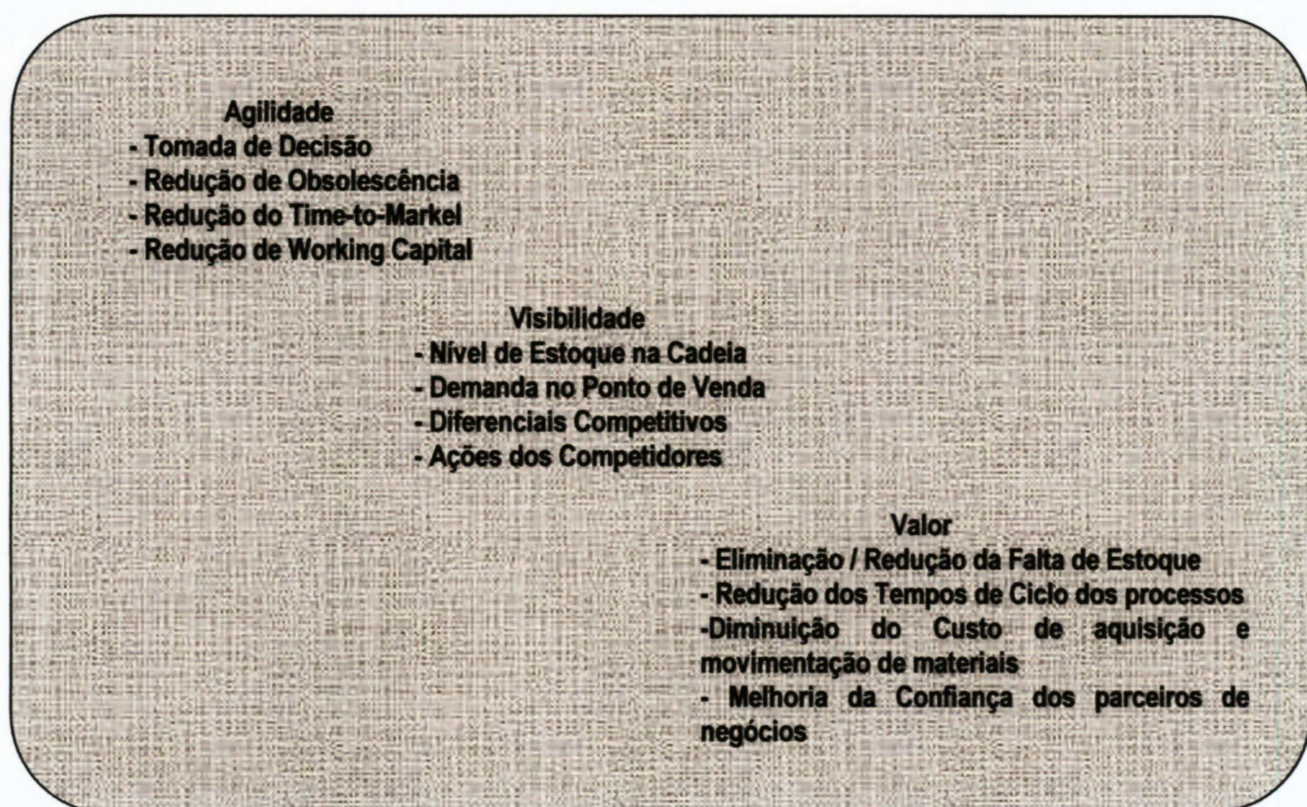 Agilidade
- Tomada de Decisão
- Redução de Obsolescência
- Redução do Time-to-Markel
- Redução de Working Capital
Visibilidade
- Nível de Estoque na Cadeia
- Demanda no Ponto de Venda
- Diferenciais Competitivos
- Ações dos Competidores
Valor
- Eliminação / Redução da Falta de Estoque
- Redução dos Tempos de Ciclo dos processos
-Diminuição do Custo de aquisição e
movimentação de materiais
- Melhoria da Confiança dos parceiros de
negócios